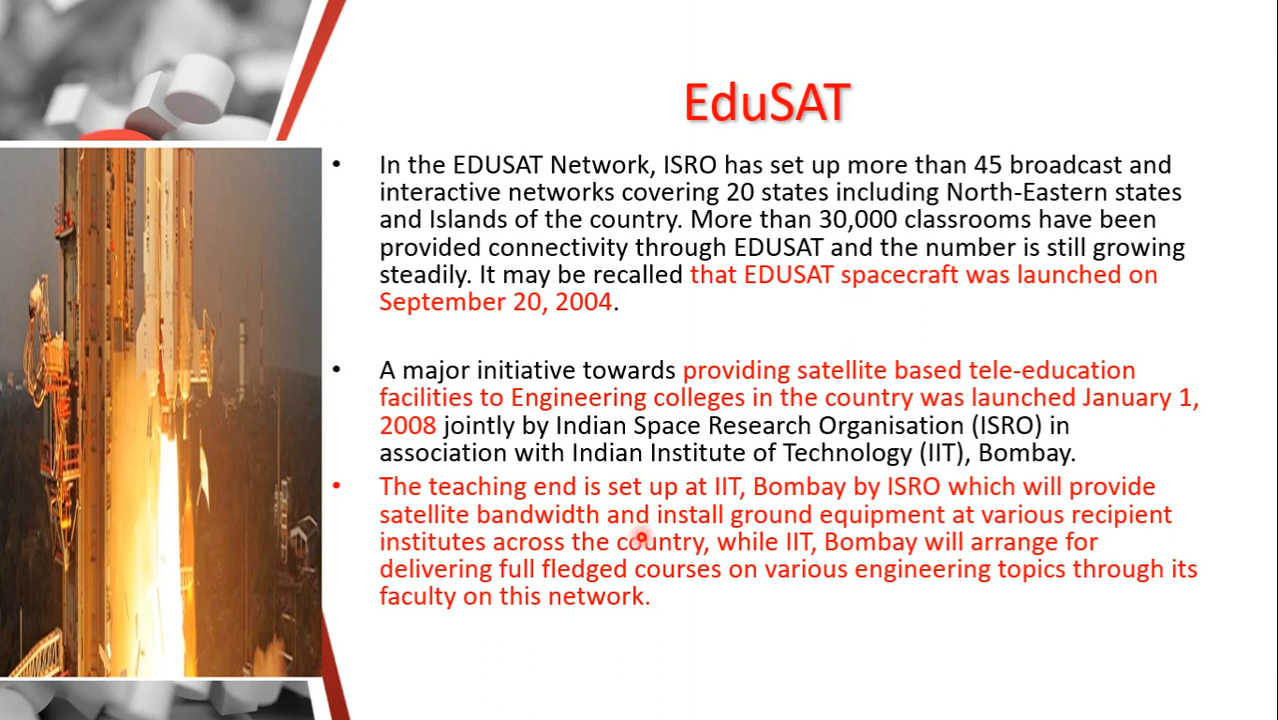 EduSAT
• In the EDUSAT Network, ISRO has set up more than 45 broadcast and
interactive networks covering 20 states including North-Eastern states
and Islands of the country. More than 30,000 classrooms have been
provided connectivity through EDUSAT and the number is still growing
steadily. It may be recalled that EDUSAT spacecraft was launched on
September 20, 2004.
• A major initiative towards providing satellite based tele-education
facilities to Engineering colleges in the country was launched January 1,
2008 jointly by Indian Space Research Organisation (ISRO) in
association with Indian Institute of Technology (IIT), Bombay.
• The teaching end is set up at IIT, Bombay by ISRO which will provide
satellite bandwidth and install ground equipment at various recipient
institutes across the country, while IIT, Bombay will arrange for
delivering full fledged courses on various engineering topics through its
faculty on this network.